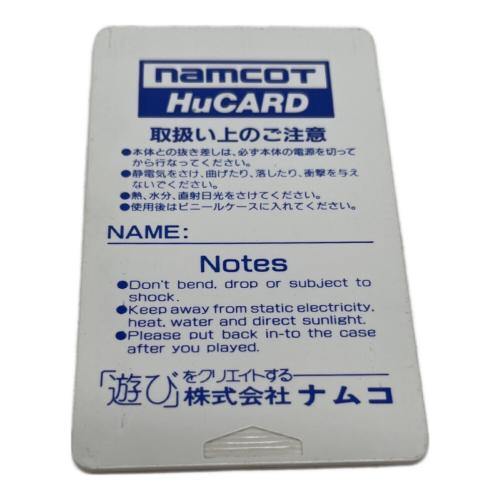 namcoT
HuCARD
取扱い上のご注意
●本体との抜き差しは、必ず本体の電源を切って
から行なってください。
●静電気をさけ、曲げたり、落したり、衝撃を与え
ないでください。
●熱、水分、直射日光をさけてください。
●使用後はビニールケースに入れてください。
NAME:
Notes
●Don't bend, drop or subject to
shock.
●Keep away from static electricity,
heat, water and direct sunlight.
●Please put back in-to the case
after you played.
「遊び」をクリエイトする
株式会社ナムコ